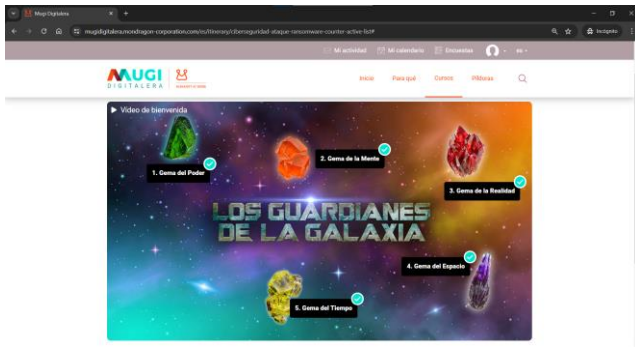 Mugi Digitalera
mugidigitalera.mondragon-corporation.com/es/itinerary/ciberseguridad-ataque-ransomware-counter-active-list#
Incógnito
Mi actividad
Mi calendario
Encuestas
es
MUGI
DIGITALERA
Inicio
Para qué
Cursos
Píldoras
Vídeo de bienvenida
1. Gema del Poder
2. Gema de la Mente
3. Gema de la Realidad
LOS GUARDIANES
DE LA GALAXIA
4. Gema del Espacio
5. Gema del Tiempo